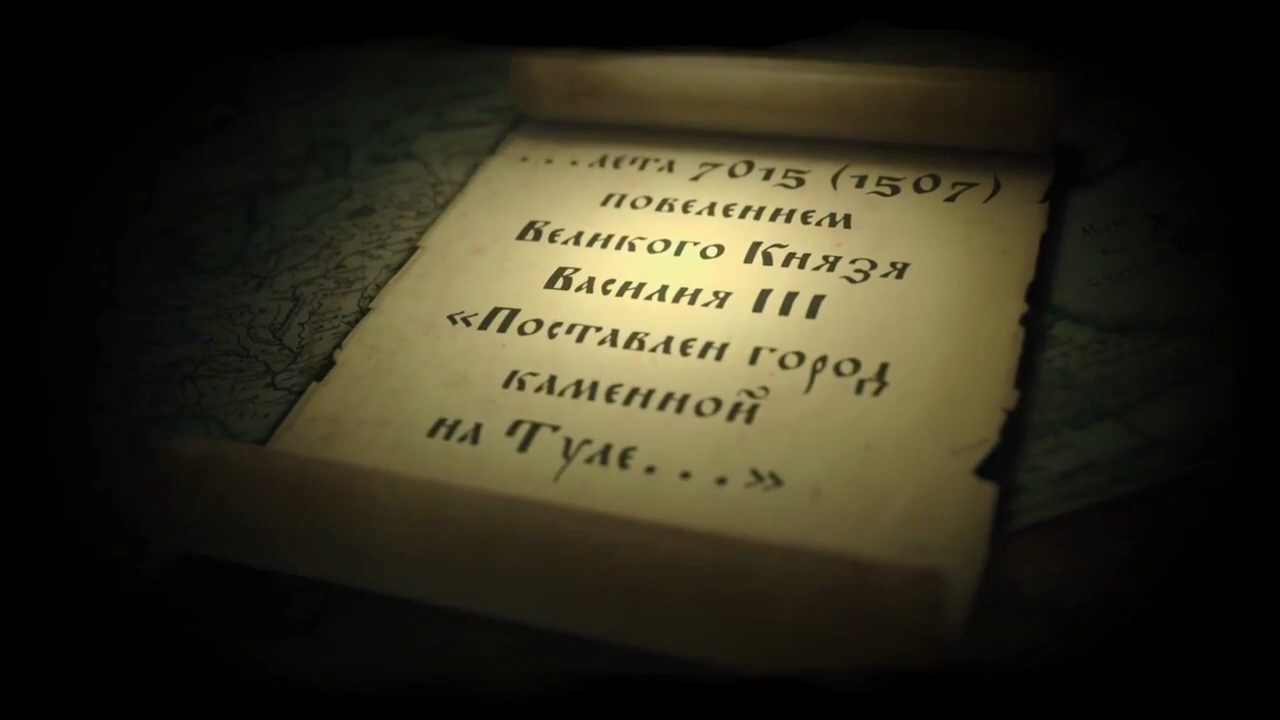 ...лета 7015 (1507)
повелением
Великого Князя
Василия III
«Поставлен город
каменной
на Туле...»